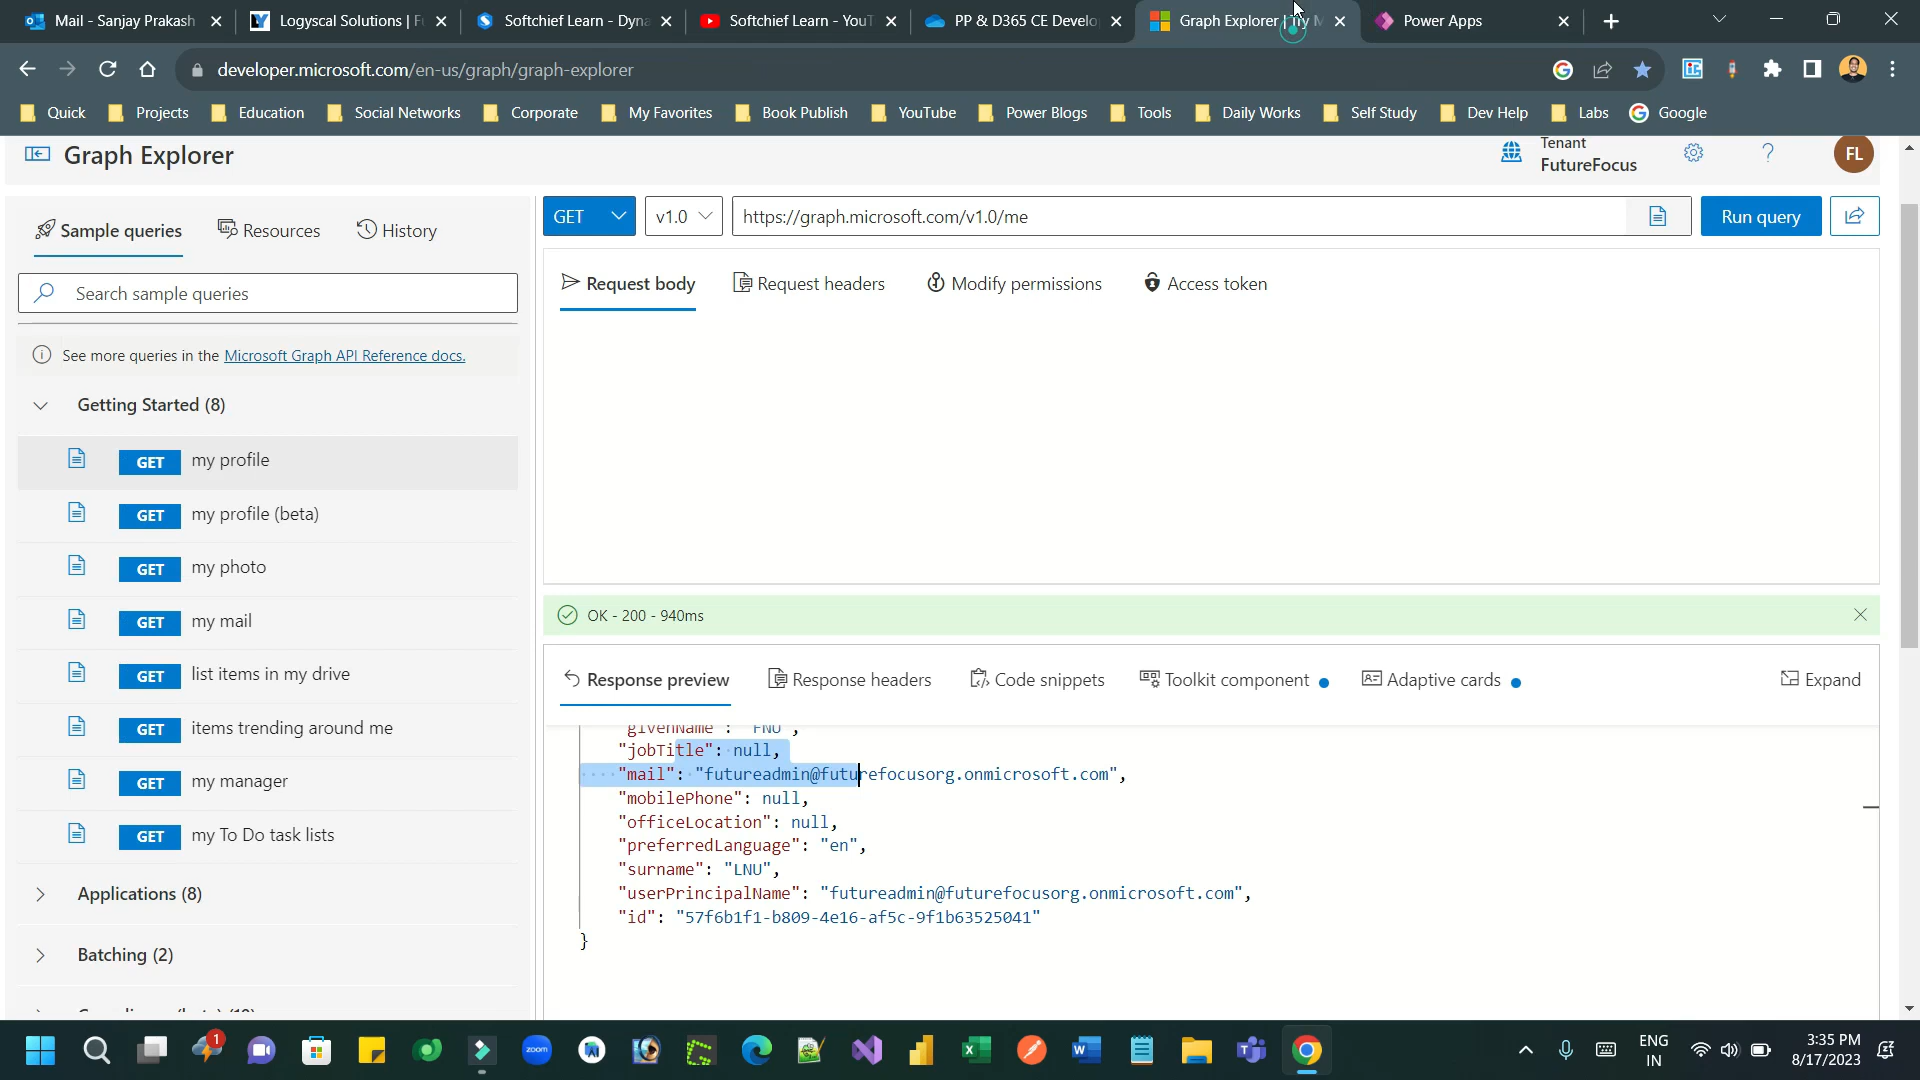 Mail - Sanjay Prakash
Logyscal Solutions | F
Softchief Learn - Dyna
Softchief Learn - YouT
PP & D365 CE Develo
Graph Explorer | Try M
Power Apps
developer.microsoft.com/en-us/graph/graph-explorer
Quick
Projects
Education
Social Networks
Corporate
My Favorites
Book Publish
YouTube
Power Blogs
Tools
Daily Works
Self Study
Dev Help
Labs
Google
Graph Explorer
Tenant
FutureFocus
FL
Sample queries
Resources
History
GET
v1.0
https://graph.microsoft.com/v1.0/me
Run query
Search sample queries
Request body
Request headers
Modify permissions
Access token
See more queries in the Microsoft Graph API Reference docs.
Getting Started (8)
GET my profile
GET my profile (beta)
GET my photo
GET my mail
GET list items in my drive
GET items trending around me
GET my manager
GET my To Do task lists
Applications (8)
Batching (2)
OK - 200 - 940ms
Response preview
Response headers
Code snippets
Toolkit component
Adaptive cards
Expand
"givenName": "FNU",
"jobTitle": null,
"mail": "futureadmin@futurefocusorg.onmicrosoft.com",
"mobilePhone": null,
"officeLocation": null,
"preferredLanguage": "en",
"surname": "LNU",
"userPrincipalName": "futureadmin@futurefocusorg.onmicrosoft.com",
"id": "57f6b1f1-b809-4e16-af5c-9f1b63525041"
}
1
zoom
ENG
IN
3:35 PM
8/17/2023